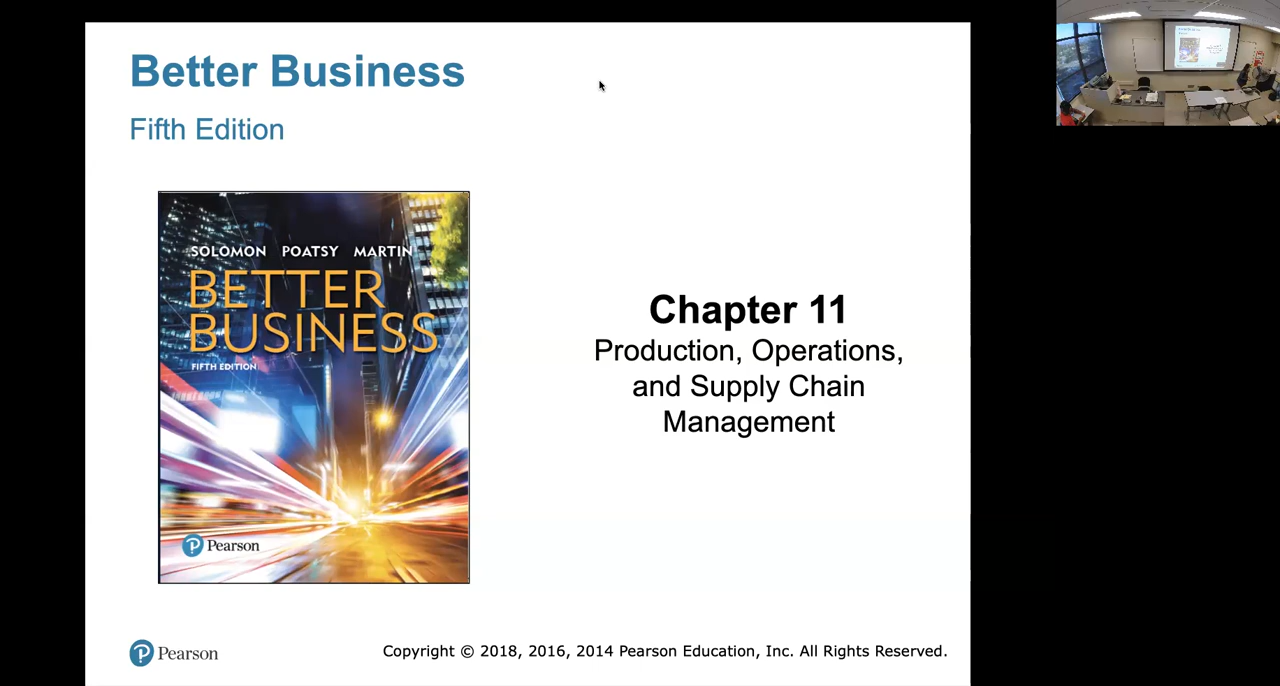 Better Business
Fifth Edition
SOLOMON POATSY MARTIN
BETTER
BUSINESS
FIFTH EDITION
Pearson
Chapter 11
Production, Operations,
and Supply Chain
Management
Pearson
Copyright © 2018, 2016, 2014 Pearson Education, Inc. All Rights Reserved.